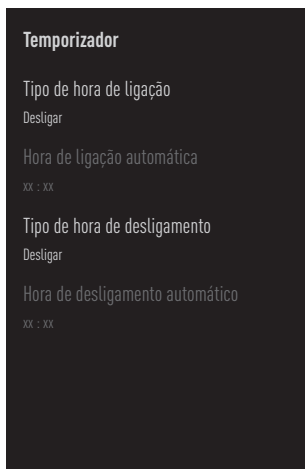 Temporizador
Tipo de hora de ligação
Desligar
Hora de ligação automática
xx : xx
Tipo de hora de desligamento
Desligar
Hora de desligamento automático
xx : xx